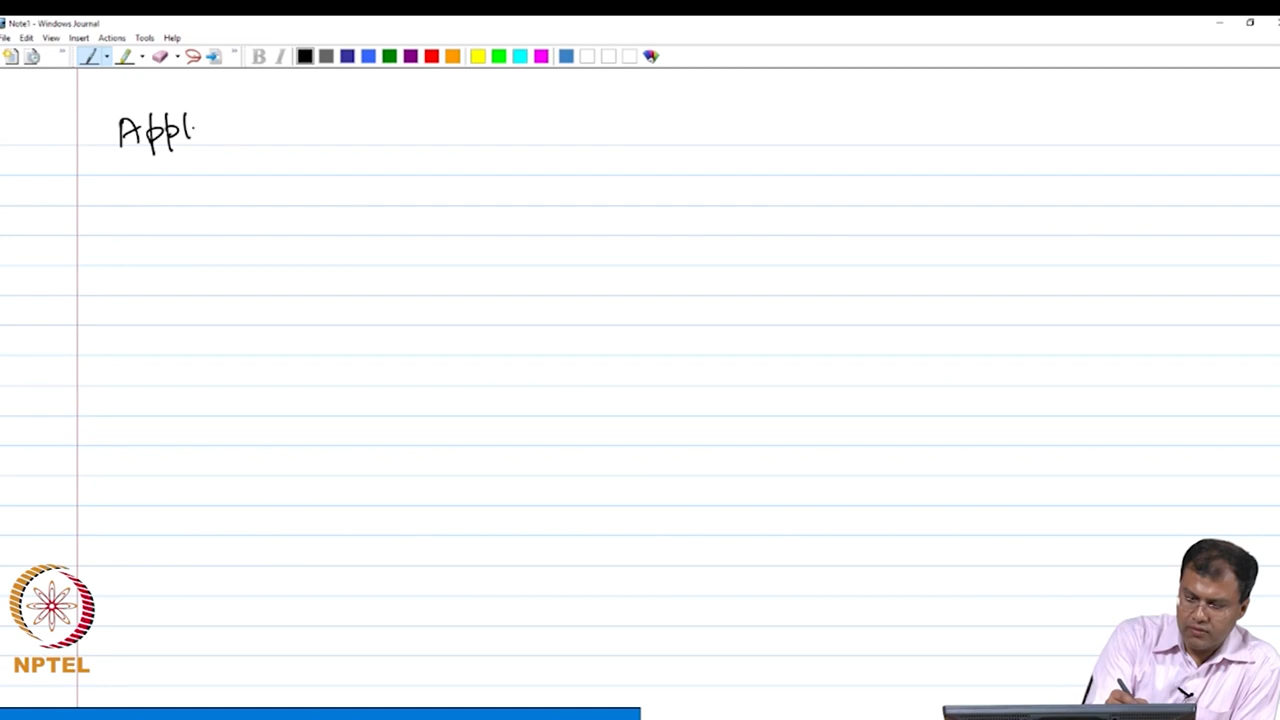 Note1 - Windows Journal
File Edit View Insert Actions Tools Help
B I
Appl
NPTEL